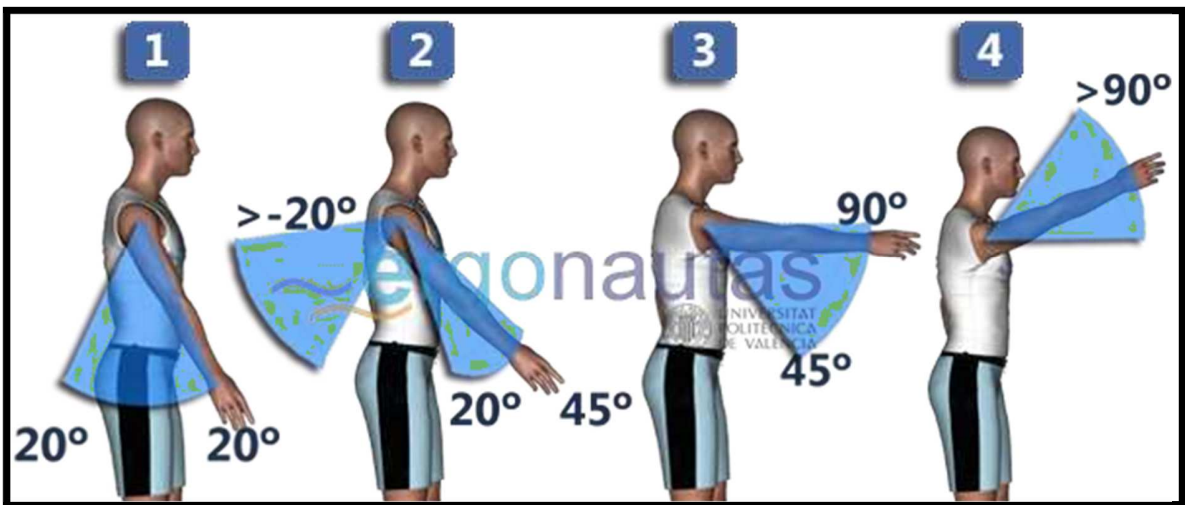 1
2
3
4
>90º
>-20º
90º
ergonautas
UNIVERSITAT
POLITÈCNICA
DE VALÈNCIA
45º
20º
45º
20º
20º